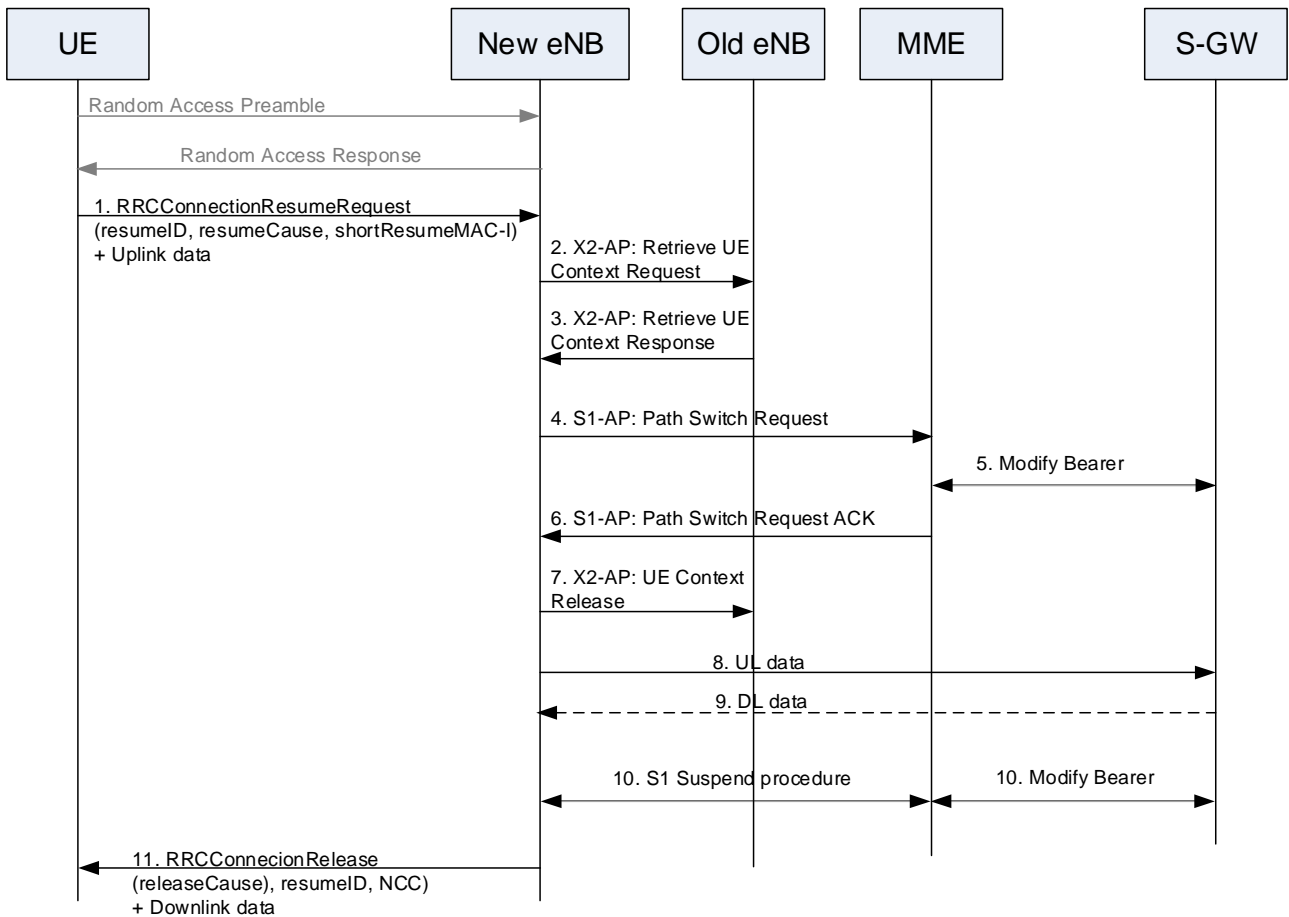 UE
New eNB
Old eNB
MME
S-GW
Random Access Preamble
Random Access Response
1. RRCConnectionResumeRequest
(resumeID, resumeCause, shortResumeMAC-I)
+ Uplink data
2. X2-AP: Retrieve UE
Context Request
3. X2-AP: Retrieve UE
Context Response
4. S1-AP: Path Switch Request
5. Modify Bearer
6. S1-AP: Path Switch Request ACK
7. X2-AP: UE Context
Release
8. UL data
9. DL data
10. S1 Suspend procedure
10. Modify Bearer
11. RRCConnecionRelease
(releaseCause), resumeID, NCC)
+ Downlink data